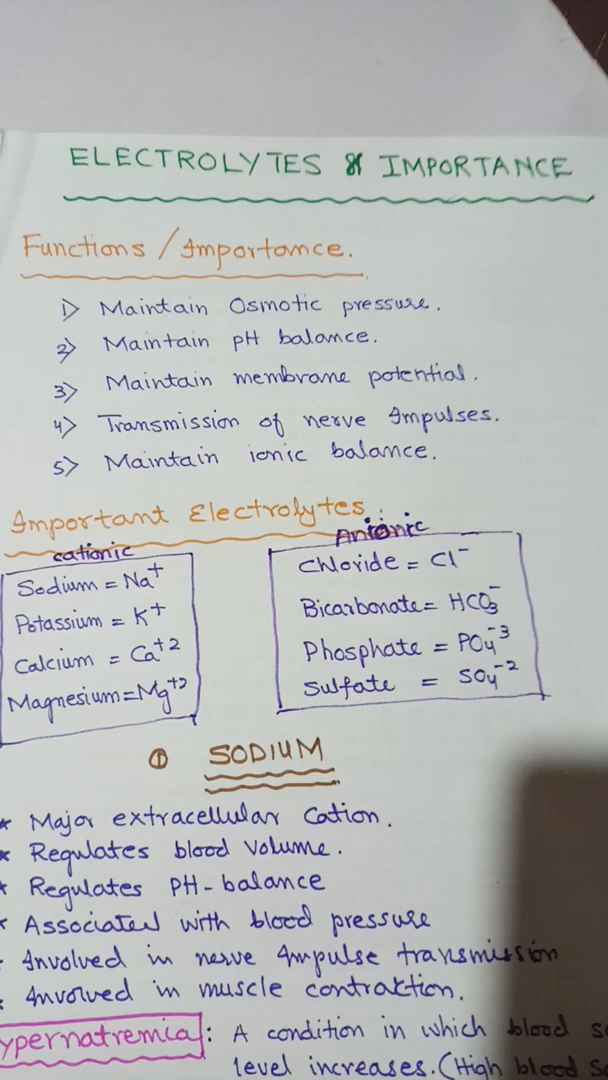 ELECTROLYTES & IMPORTANCE
Functions / Importance.
1) Maintain Osmotic pressure.
2) Maintain pH balance.
3) Maintain membrane potential.
4) Transmission of nerve Impulses.
5) Maintain ionic balance.
Important Electrolytes :
cationic
Sodium = Na⁺
Potassium = K⁺
Calcium = Ca⁺²
Magnesium = Mg⁺²
Anionic
Chloride = Cl⁻
Bicarbonate = HCO₃⁻
Phosphate = PO₄⁻³
Sulfate = SO₄⁻²
① SODIUM
* Major extracellular Cation.
* Regulates blood volume.
* Regulates PH-balance
* Associated with blood pressure
* Involved in nerve Impulse transmission
* Involved in muscle contraction.
ypernatremia : A condition in which blood s
level increases. (High blood S